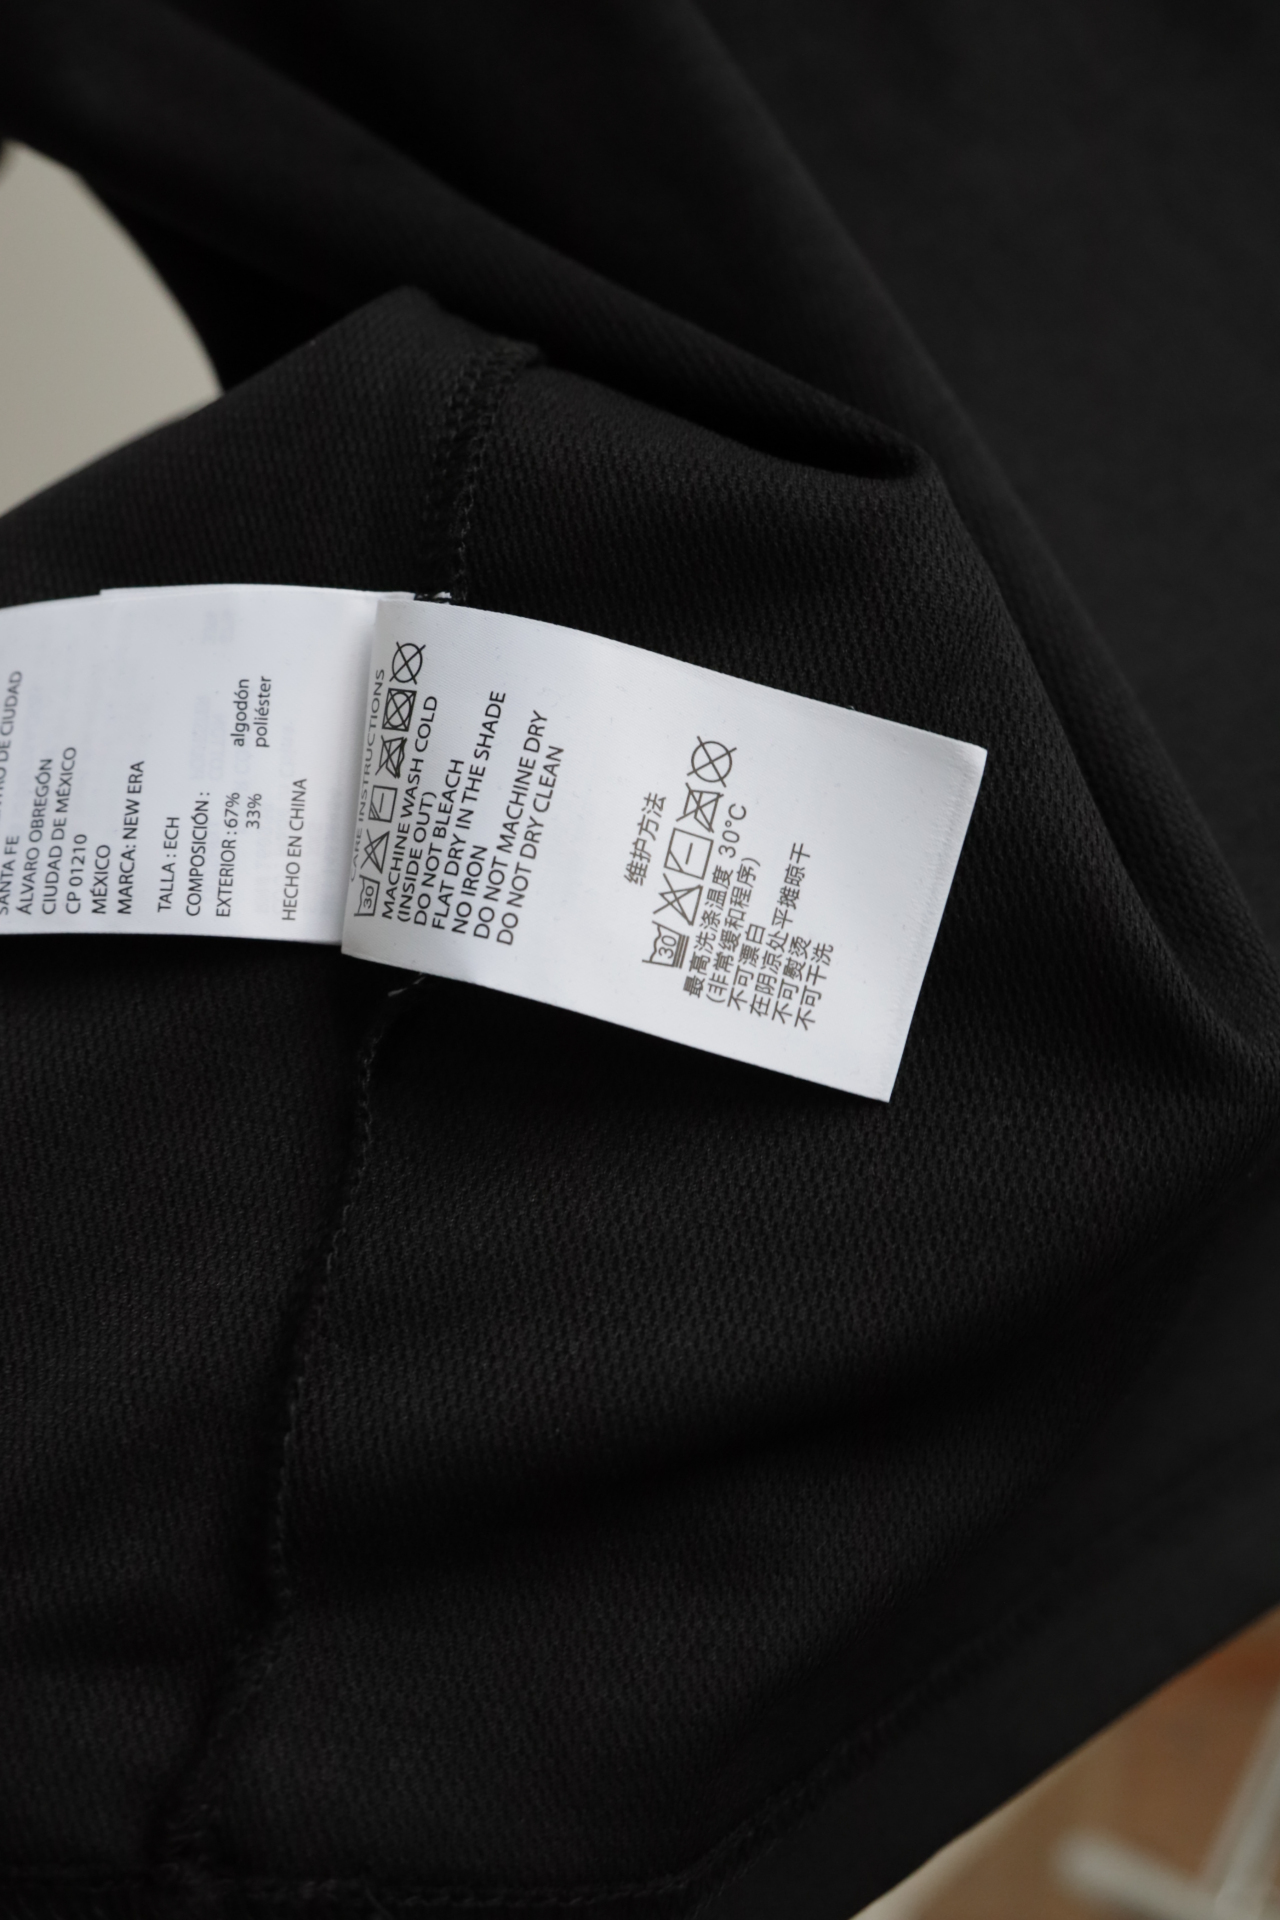 SANTA FE
ÁLVARO OBREGÓN
CIUDAD DE MÉXICO
CP 01210
MÉXICO
MARCA: NEW ERA
TALLA : ECH
COMPOSICIÓN :
EXTERIOR : 67% algodón
33% poliéster
HECHO EN CHINA
CARE INSTRUCTIONS
30
MACHINE WASH COLD
(INSIDE OUT)
DO NOT BLEACH
FLAT DRY IN THE SHADE
NO IRON
DO NOT MACHINE DRY
DO NOT DRY CLEAN
维护方法
30
最高洗涤温度 30°C
(非常缓和程序)
不可漂白
在阴凉处平摊晾干
不可熨烫
不可干洗